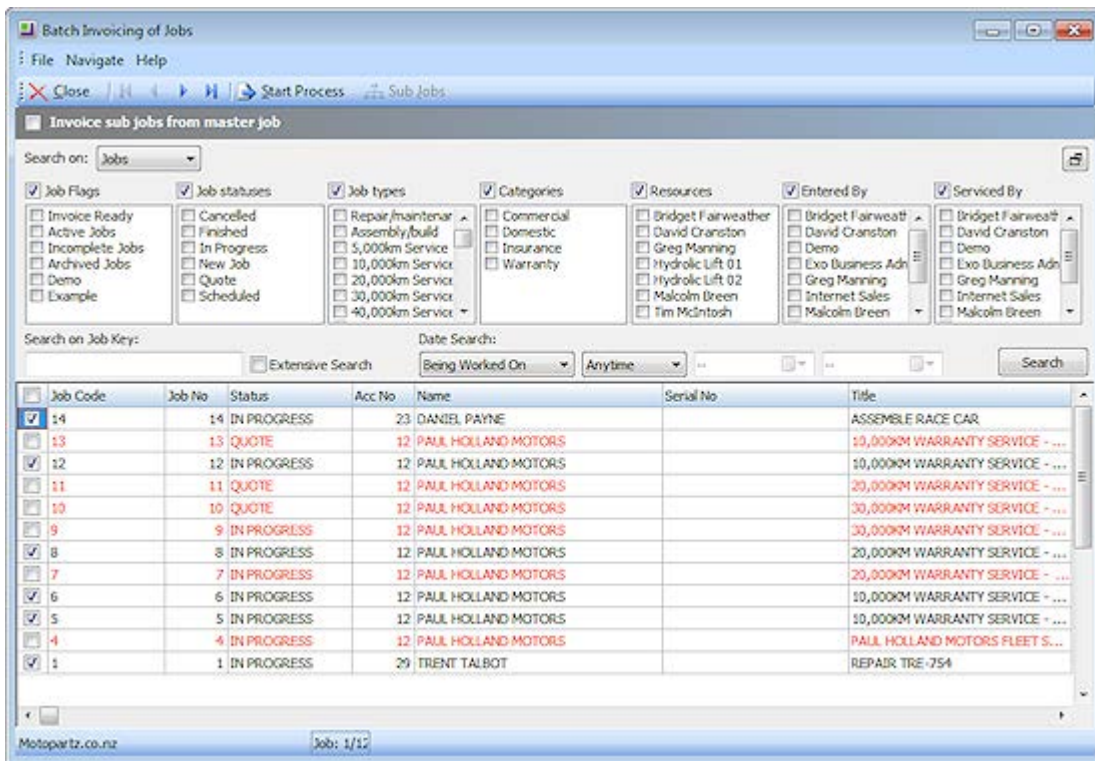 Batch Invoicing of Jobs
File Navigate Help
Close Start Process Sub Jobs
Invoice sub jobs from master job
Search on: Jobs
Job Flags Job statuses Job types Categories Resources Entered By Serviced By
Invoice Ready Cancelled Repair/maintenar Commercial Bridget Fairweather Bridget Fairweatl Bridget Fairweatl
Active Jobs Finished Assembly/build Domestic David Cranston David Cranston David Cranston
Incomplete Jobs In Progress 5,000km Service Insurance Greg Manning Demo Demo
Archived Jobs New Job 10,000km Service Warranty Hydrolic Lift 01 Exo Business Adn Exo Business Adn
Demo Quote 20,000km Service Hydrolic Lift 02 Greg Manning Greg Manning
Example Scheduled 30,000km Service Malcolm Breen Internet Sales Internet Sales
40,000km Service Tim McIntosh Malcolm Breen Malcolm Breen
Search on Job Key: Date Search:
Extensive Search Being Worked On Anytime -- -- Search
Job Code Job No Status Acc No Name Serial No Title
14 14 IN PROGRESS 23 DANIEL PAYNE ASSEMBLE RACE CAR
13 13 QUOTE 12 PAUL HOLLAND MOTORS 10,000KM WARRANTY SERVICE - ...
12 12 IN PROGRESS 12 PAUL HOLLAND MOTORS 10,000KM WARRANTY SERVICE - ...
11 11 QUOTE 12 PAUL HOLLAND MOTORS 20,000KM WARRANTY SERVICE - ...
10 10 QUOTE 12 PAUL HOLLAND MOTORS 30,000KM WARRANTY SERVICE - ...
9 9 IN PROGRESS 12 PAUL HOLLAND MOTORS 30,000KM WARRANTY SERVICE - ...
8 8 IN PROGRESS 12 PAUL HOLLAND MOTORS 20,000KM WARRANTY SERVICE - ...
7 7 IN PROGRESS 12 PAUL HOLLAND MOTORS 20,000KM WARRANTY SERVICE - ...
6 6 IN PROGRESS 12 PAUL HOLLAND MOTORS 10,000KM WARRANTY SERVICE - ...
5 5 IN PROGRESS 12 PAUL HOLLAND MOTORS 10,000KM WARRANTY SERVICE - ...
4 4 IN PROGRESS 12 PAUL HOLLAND MOTORS PAUL HOLLAND MOTORS FLEET S...
1 1 IN PROGRESS 29 TRENT TALBOT REPAIR TRE-754
Motopartz.co.nz Job: 1/12